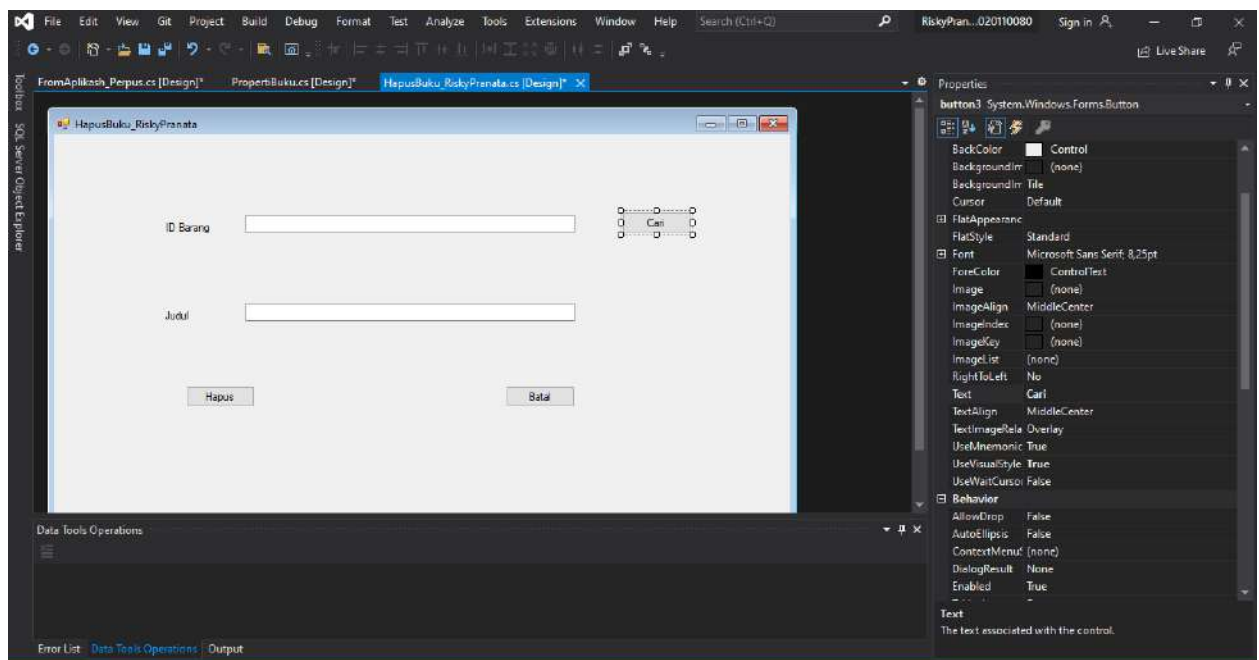 File Edit View Git Project Build Debug Format Test Analyze Tools Extensions Window Help Search (Ctrl+Q) RiskyPran...020110080 Sign in
Live Share
FromAplikash_Perpus.cs [Design]* PropertiBuku.cs [Design]* HapusBuku_RiskyPranata.cs [Design]*
Toolbox
SQL Server Object Explorer
HapusBuku_RiskyPranata
ID Barang
Cari
Judul
Hapus Batal
Data Tools Operations
Error List Data Tools Operations Output
Properties
button3 System.Windows.Forms.Button
BackColor Control
BackgroundIm (none)
BackgroundIm Tile
Cursor Default
FlatAppearanc
FlatStyle Standard
Font Microsoft Sans Serif; 8,25pt
ForeColor ControlText
Image (none)
ImageAlign MiddleCenter
ImageIndex (none)
ImageKey (none)
ImageList (none)
RightToLeft No
Text Cari
TextAlign MiddleCenter
TextImageRela Overlay
UseMnemonic True
UseVisualStyle True
UseWaitCursor False
Behavior
AllowDrop False
AutoEllipsis False
ContextMenuS (none)
DialogResult None
Enabled True
Text
The text associated with the control.